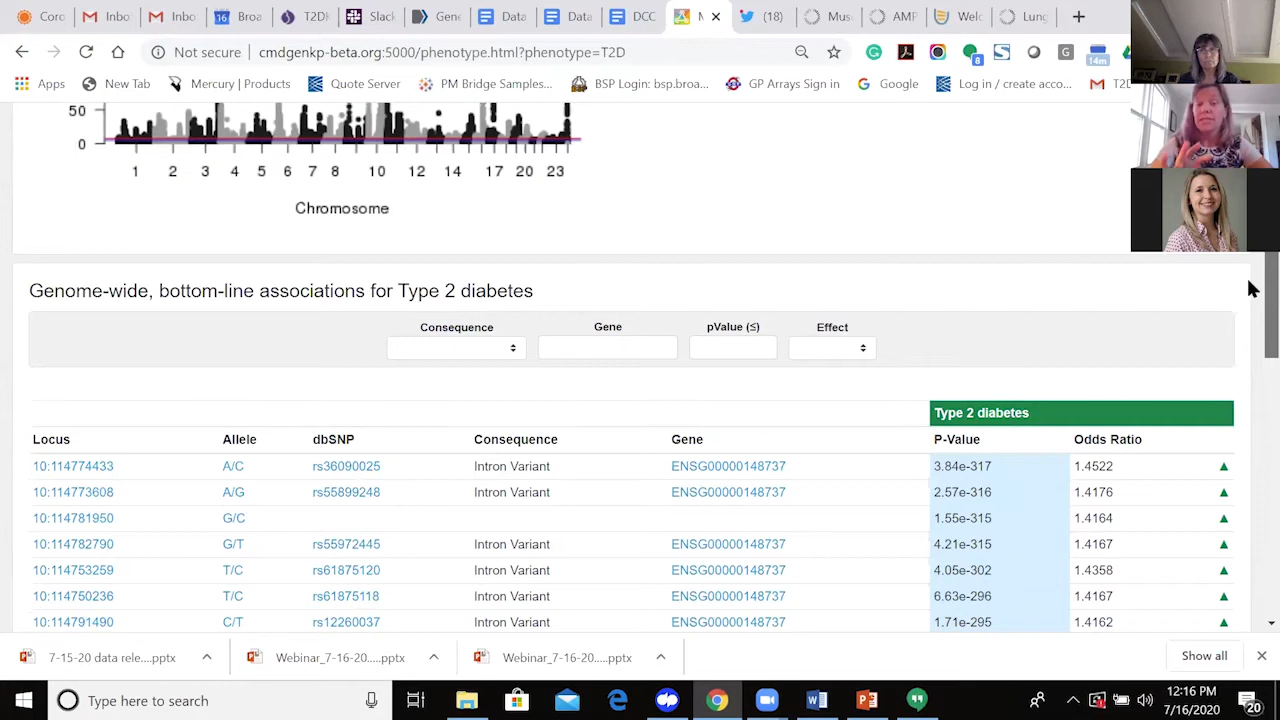 Coro
Inbo
Inbo
16
Broa
T2Dk
Slack
Gene
Data
Data
DCC
(18)
Mus
AMI
Welc
Lung
Not secure
cmdgenkp-beta.org:5000/phenotype.html?phenotype=T2D
8
G
14m
Apps
New Tab
Mercury | Products
Quote Server
PM Bridge Samples...
BSP Login: bsp.broa...
GP Arrays Sign in
Google
Log in / create acco...
50
0
1 2 3 4 5 6 7 8 10 12 14 17 20 23
Chromosome
Genome-wide, bottom-line associations for Type 2 diabetes
Consequence Gene pValue (≤) Effect
Type 2 diabetes
Locus Allele dbSNP Consequence Gene P-Value Odds Ratio
10:114774433 A/C rs36090025 Intron Variant ENSG00000148737 3.84e-317 1.4522 ▲
10:114773608 A/G rs55899248 Intron Variant ENSG00000148737 2.57e-316 1.4176 ▲
10:114781950 G/C 1.55e-315 1.4164 ▲
10:114782790 G/T rs55972445 Intron Variant ENSG00000148737 4.21e-315 1.4167 ▲
10:114753259 T/C rs61875120 Intron Variant ENSG00000148737 4.05e-302 1.4358 ▲
10:114750236 T/C rs61875118 Intron Variant ENSG00000148737 6.63e-296 1.4167 ▲
10:114791490 C/T rs12260037 Intron Variant ENSG00000148737 1.71e-295 1.4162 ▲
7-15-20 data rele....pptx
Webinar_7-16-20.....pptx
Webinar_7-16-20.....pptx
Show all
Type here to search
12:16 PM
7/16/2020
20